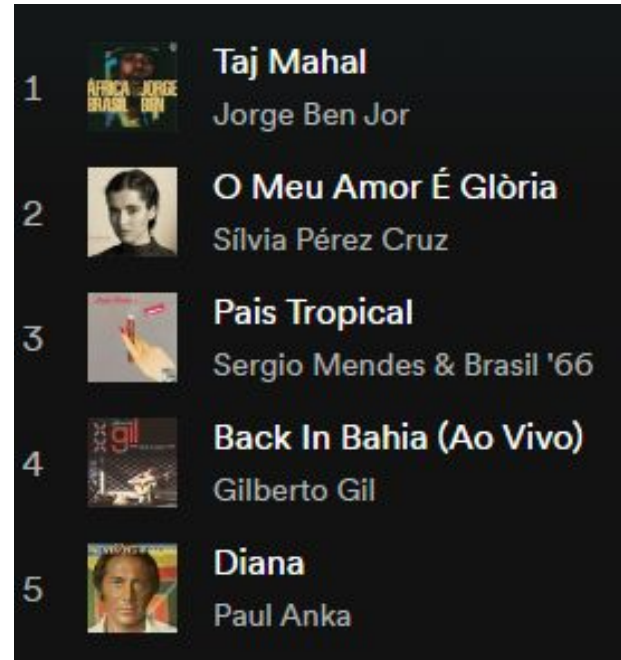 1
ÁFRICA JORGE
BRASIL BEN
Taj Mahal
Jorge Ben Jor
2
O Meu Amor É Glòria
Sílvia Pérez Cruz
3
Pais Tropical
Sergio Mendes & Brasil '66
4
gil
Back In Bahia (Ao Vivo)
Gilberto Gil
5
Diana
Paul Anka